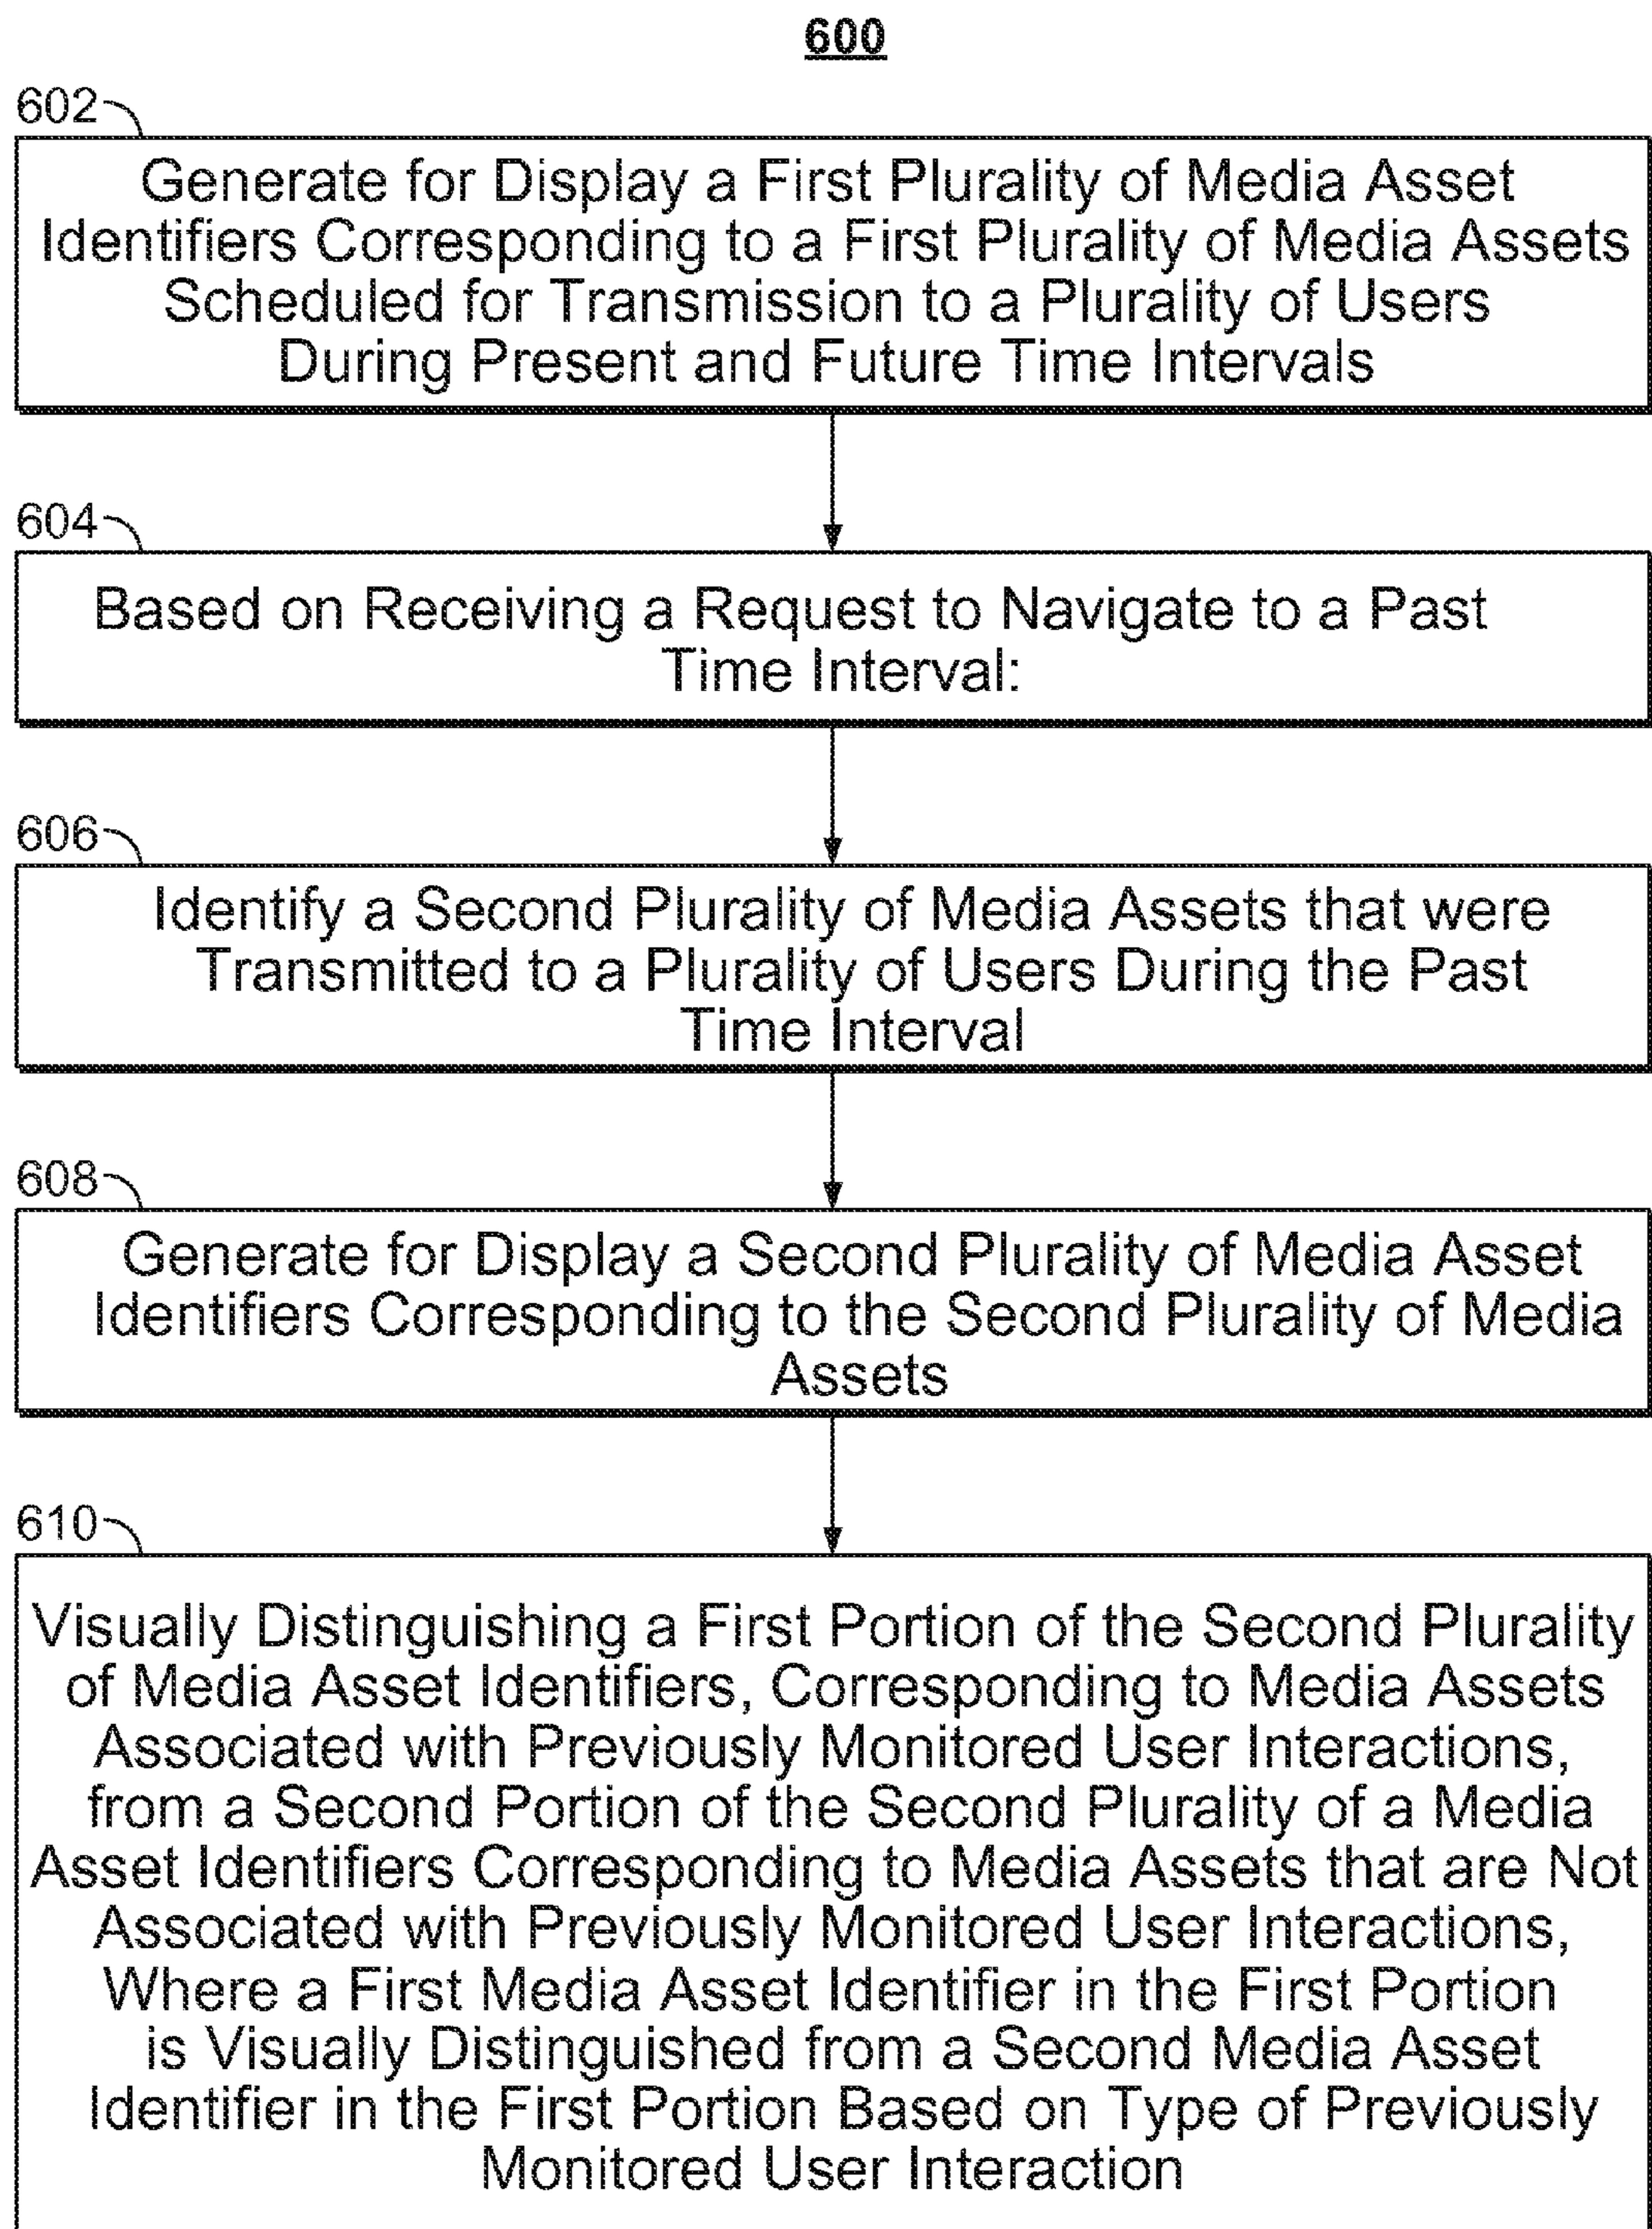 600
602
Generate for Display a First Plurality of Media Asset
Identifiers Corresponding to a First Plurality of Media Assets
Scheduled for Transmission to a Plurality of Users
During Present and Future Time Intervals
604
Based on Receiving a Request to Navigate to a Past
Time Interval:
606
Identify a Second Plurality of Media Assets that were
Transmitted to a Plurality of Users During the Past
Time Interval
608
Generate for Display a Second Plurality of Media Asset
Identifiers Corresponding to the Second Plurality of Media
Assets
610
Visually Distinguishing a First Portion of the Second Plurality
of Media Asset Identifiers, Corresponding to Media Assets
Associated with Previously Monitored User Interactions,
from a Second Portion of the Second Plurality of a Media
Asset Identifiers Corresponding to Media Assets that are Not
Associated with Previously Monitored User Interactions,
Where a First Media Asset Identifier in the First Portion
is Visually Distinguished from a Second Media Asset
Identifier in the First Portion Based on Type of Previously
Monitored User Interaction